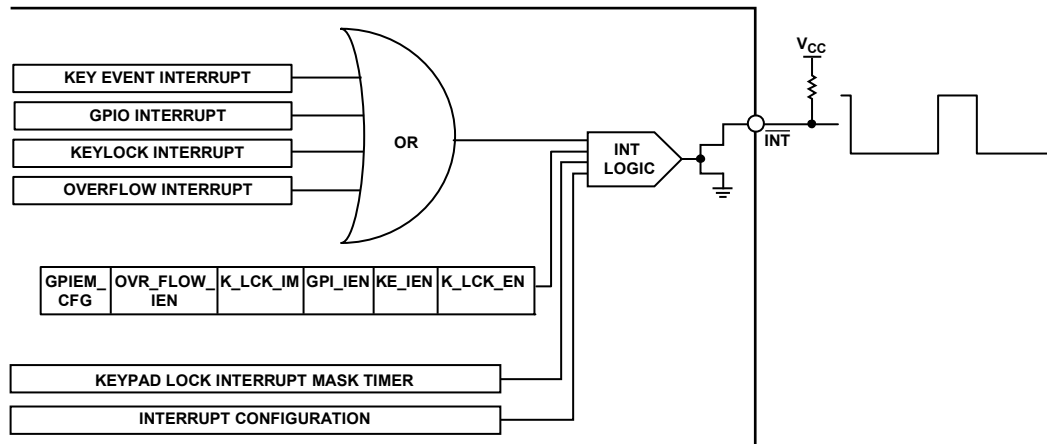 V_CC
KEY EVENT INTERRUPT
GPIO INTERRUPT
KEYLOCK INTERRUPT
OVERFLOW INTERRUPT
OR
INT
LOGIC
INT
GPIEM_
CFG
OVR_FLOW_
IEN
K_LCK_IM
GPI_IEN
KE_IEN
K_LCK_EN
KEYPAD LOCK INTERRUPT MASK TIMER
INTERRUPT CONFIGURATION